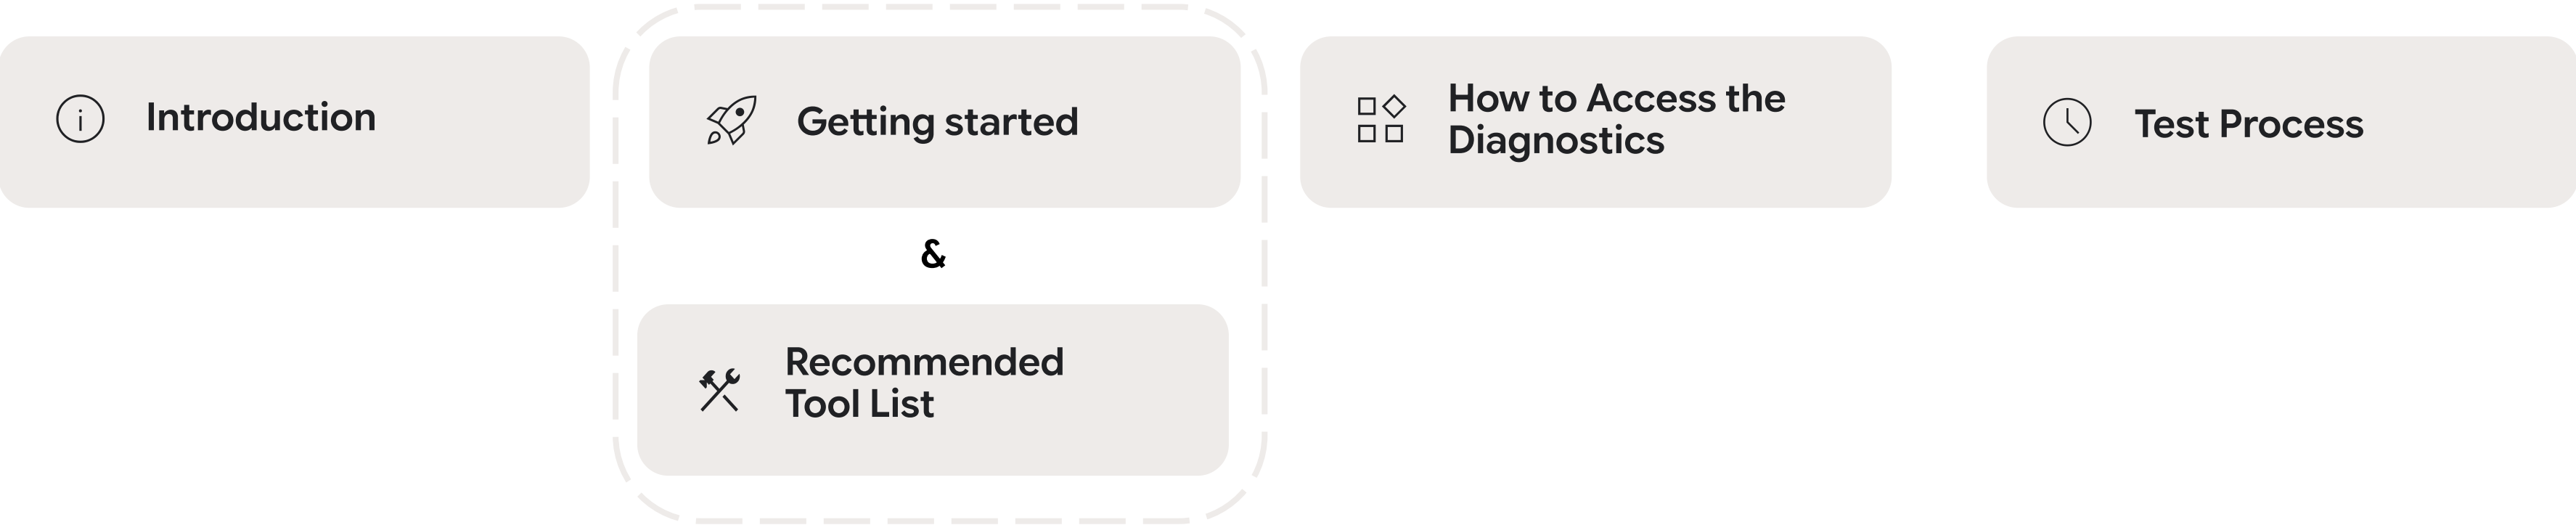 Introduction
Getting started
&
Recommended
Tool List
How to Access the
Diagnostics
Test Process